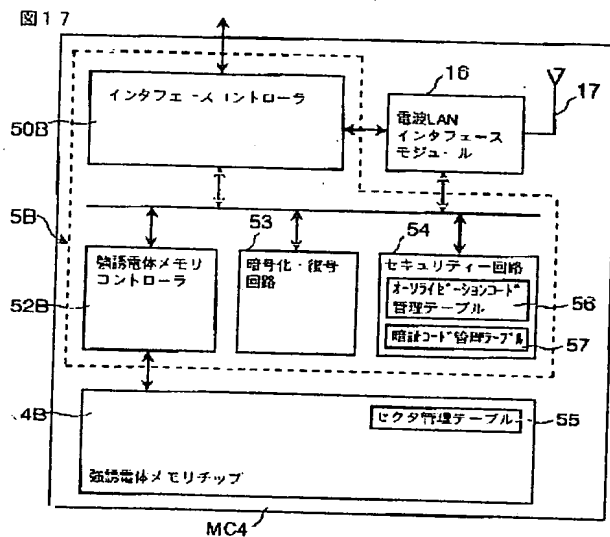 図17
16
インタフェースコントローラ
50B
電波LAN
インタフェース
モジュール
17
5B
53
54
強誘電体メモリ
コントローラ
暗号化・復号
回路
セキュリティー回路
オーソライゼーションコード
管理テーブル
56
52B
暗証コード管理テーブル
57
4B
セクタ管理テーブル
55
強誘電体メモリチップ
MC4